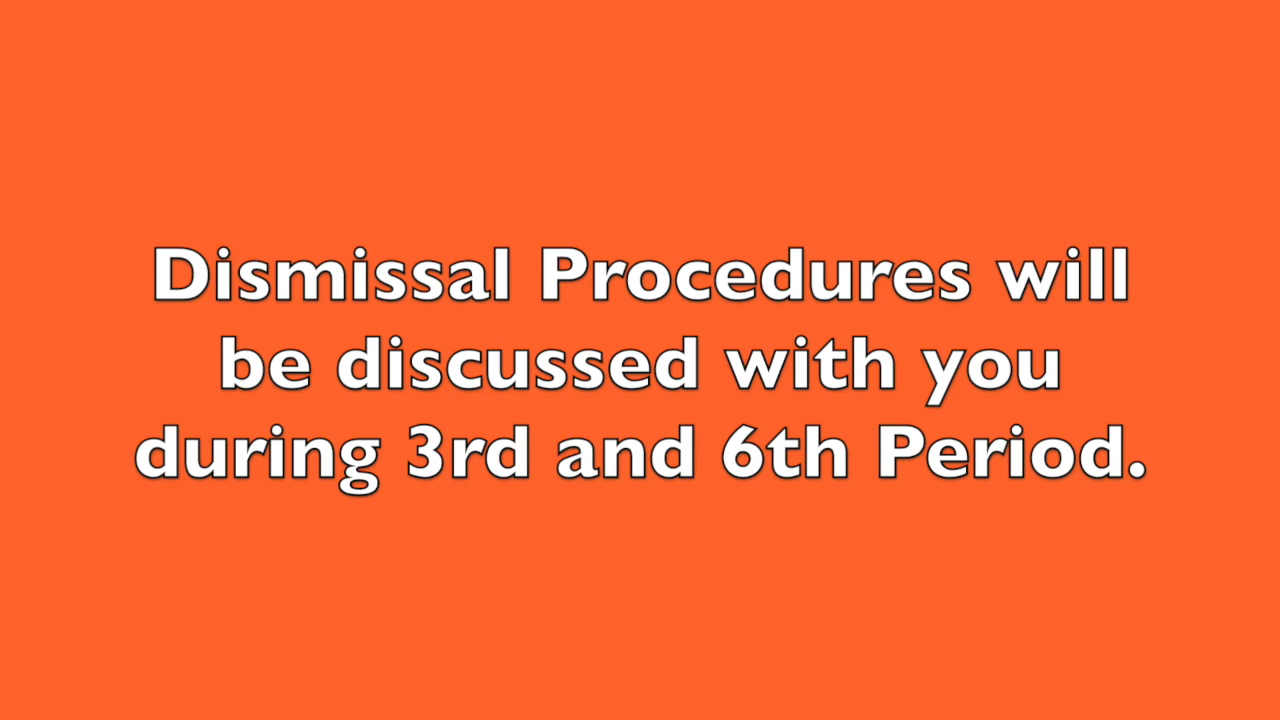 Dismissal Procedures will
be discussed with you
during 3rd and 6th Period.